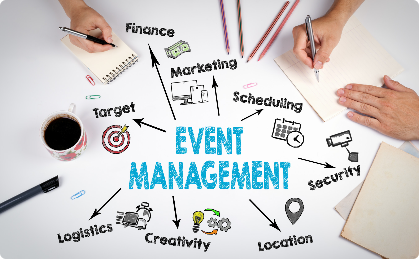 Finance
Marketing
Scheduling
Target
EVENT
MANAGEMENT
Security
Logistics
Creativity
Location